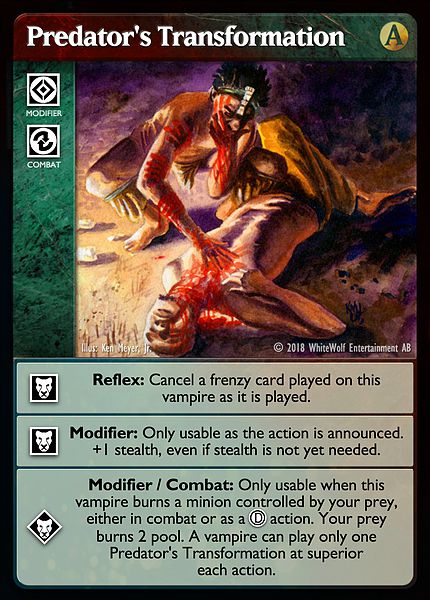 Predator's Transformation
A
MODIFIER
COMBAT
Illus: Ken Meyer, Jr.
© 2018 WhiteWolf Entertainment AB
Reflex: Cancel a frenzy card played on this
vampire as it is played.
Modifier: Only usable as the action is announced.
+1 stealth, even if stealth is not yet needed.
Modifier / Combat: Only usable when this
vampire burns a minion controlled by your prey,
either in combat or as a Ⓓ action. Your prey
burns 2 pool. A vampire can play only one
Predator's Transformation at superior
each action.